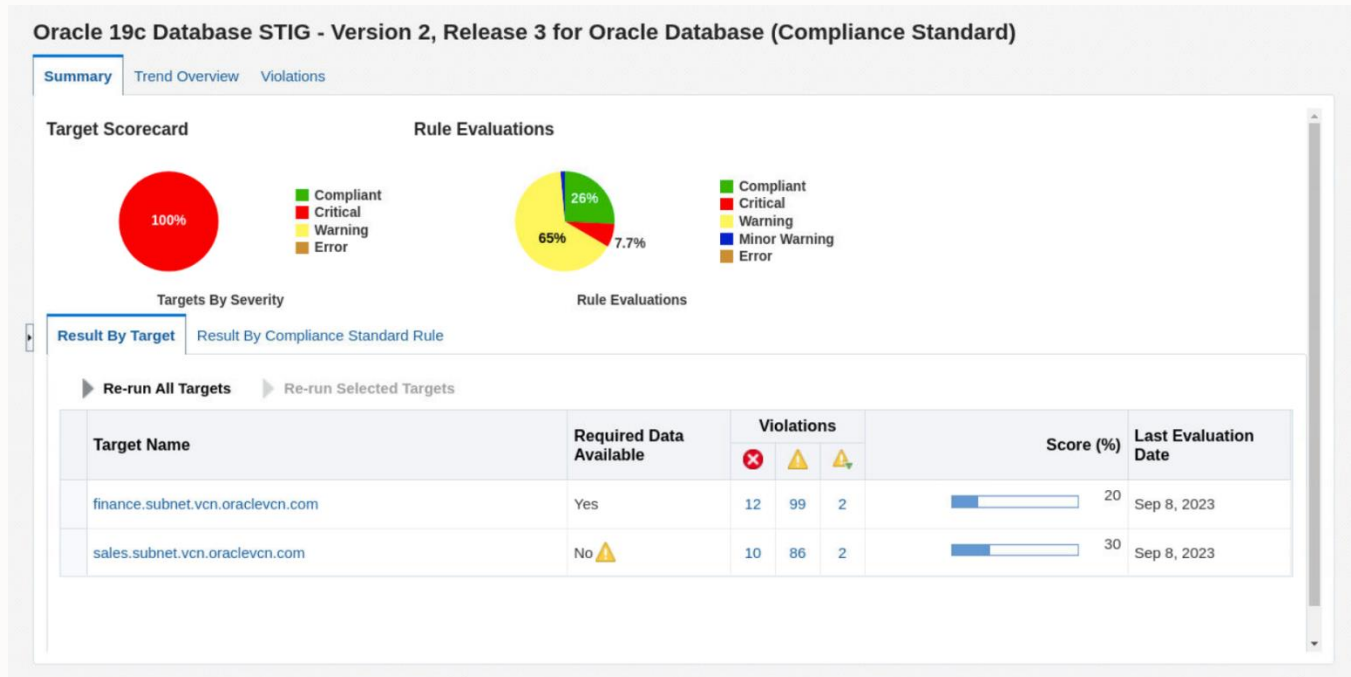 Oracle 19c Database STIG - Version 2, Release 3 for Oracle Database (Compliance Standard)
Summary Trend Overview Violations
Target Scorecard
Rule Evaluations
100%
Compliant
Critical
Warning
Error
Targets By Severity
26%
65%
7.7%
Compliant
Critical
Warning
Minor Warning
Error
Rule Evaluations
Result By Target Result By Compliance Standard Rule
Re-run All Targets Re-run Selected Targets
Target Name Required Data Available Violations Score (%) Last Evaluation Date
finance.subnet.vcn.oraclevcn.com Yes 12 99 2 20 Sep 8, 2023
sales.subnet.vcn.oraclevcn.com No 10 86 2 30 Sep 8, 2023